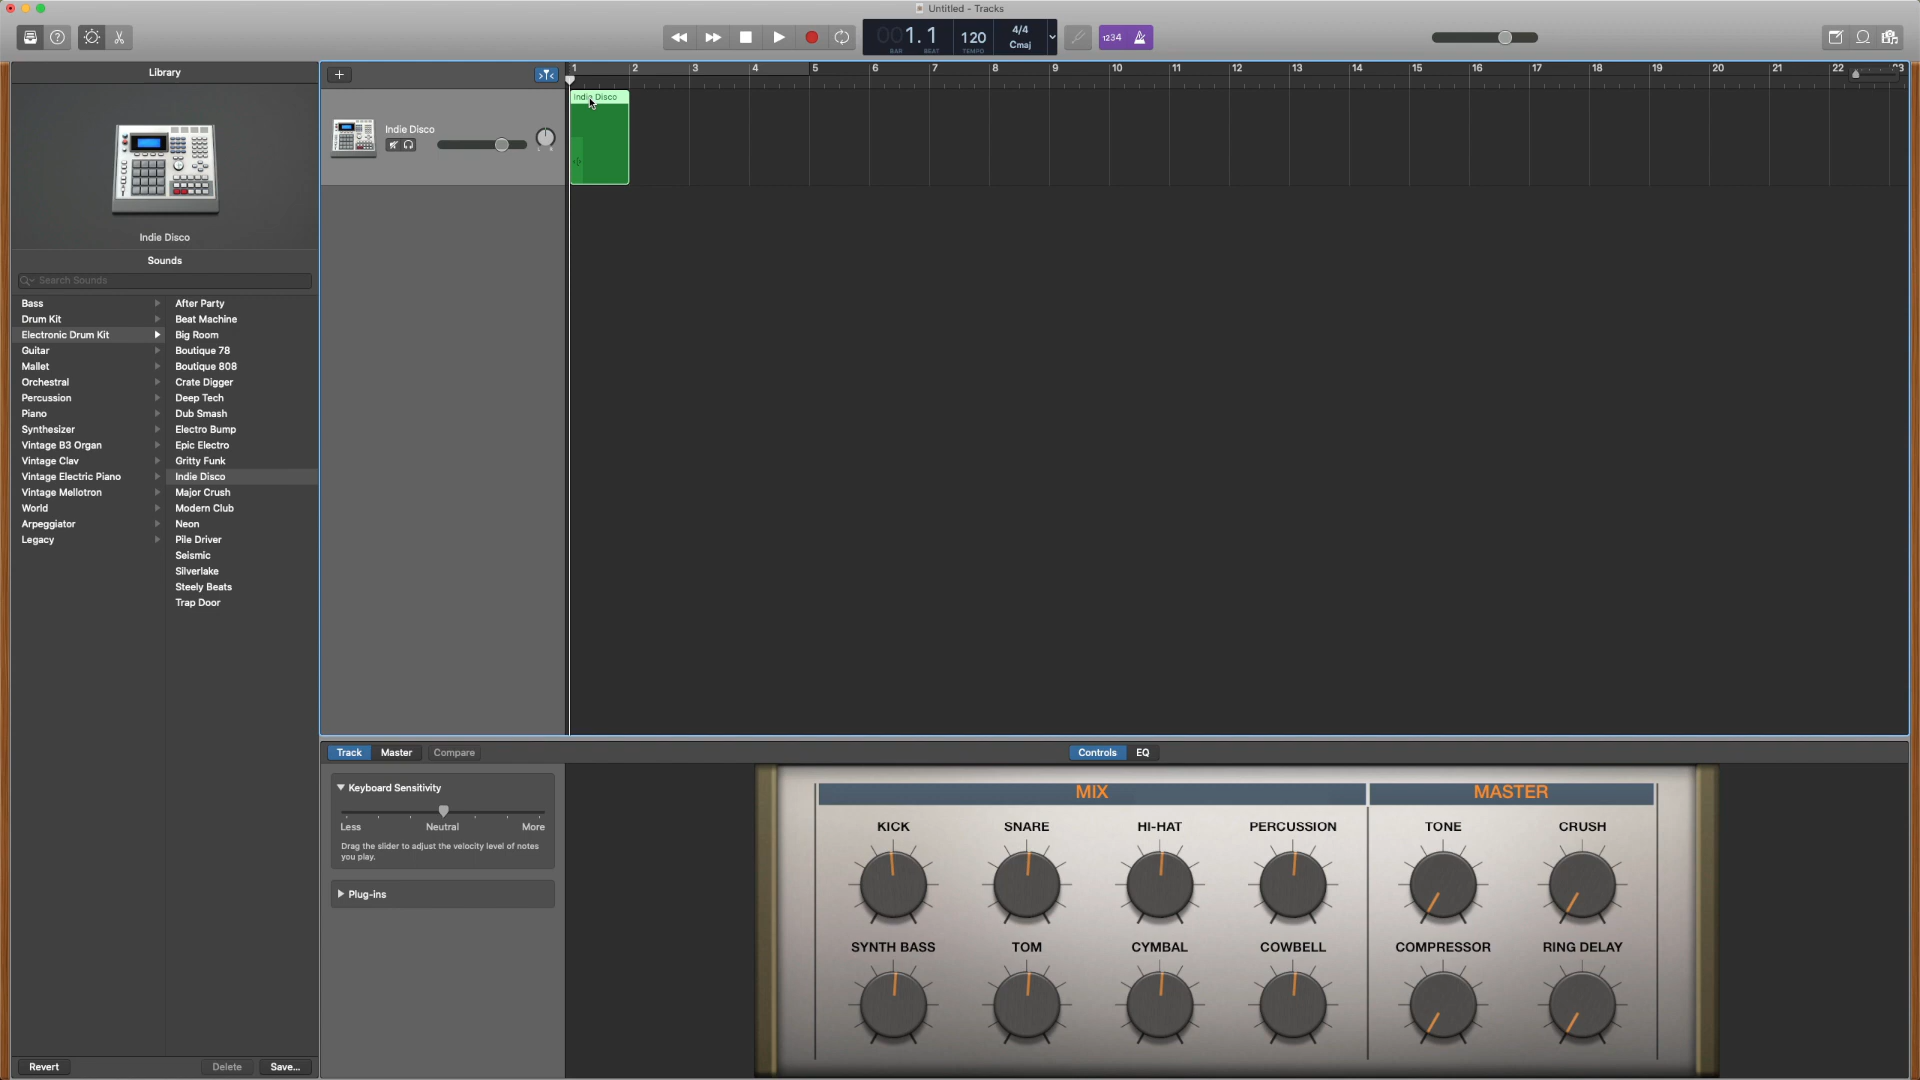 Untitled - Tracks
1.1
BAR BEAT
120
TEMPO
4/4
Cmaj
1234
Library
Indie Disco
Sounds
Search Sounds
Bass
Drum Kit
Electronic Drum Kit
Guitar
Mallet
Orchestral
Percussion
Piano
Synthesizer
Vintage B3 Organ
Vintage Clav
Vintage Electric Piano
Vintage Mellotron
World
Arpeggiator
Legacy
After Party
Beat Machine
Big Room
Boutique 78
Boutique 808
Crate Digger
Deep Tech
Dub Smash
Electro Bump
Epic Electro
Gritty Funk
Indie Disco
Major Crush
Modern Club
Neon
Pile Driver
Seismic
Silverlake
Steely Beats
Trap Door
Revert Delete Save...
1 2 3 4 5 6 7 8 9 10 11 12 13 14 15 16 17 18 19 20 21 22
Indie Disco
L R
Indie Disco
Track Master Compare
Controls EQ
Keyboard Sensitivity
Less Neutral More
Drag the slider to adjust the velocity level of notes
you play.
Plug-ins
MIX MASTER
KICK SNARE HI-HAT PERCUSSION TONE CRUSH
SYNTH BASS TOM CYMBAL COWBELL COMPRESSOR RING DELAY